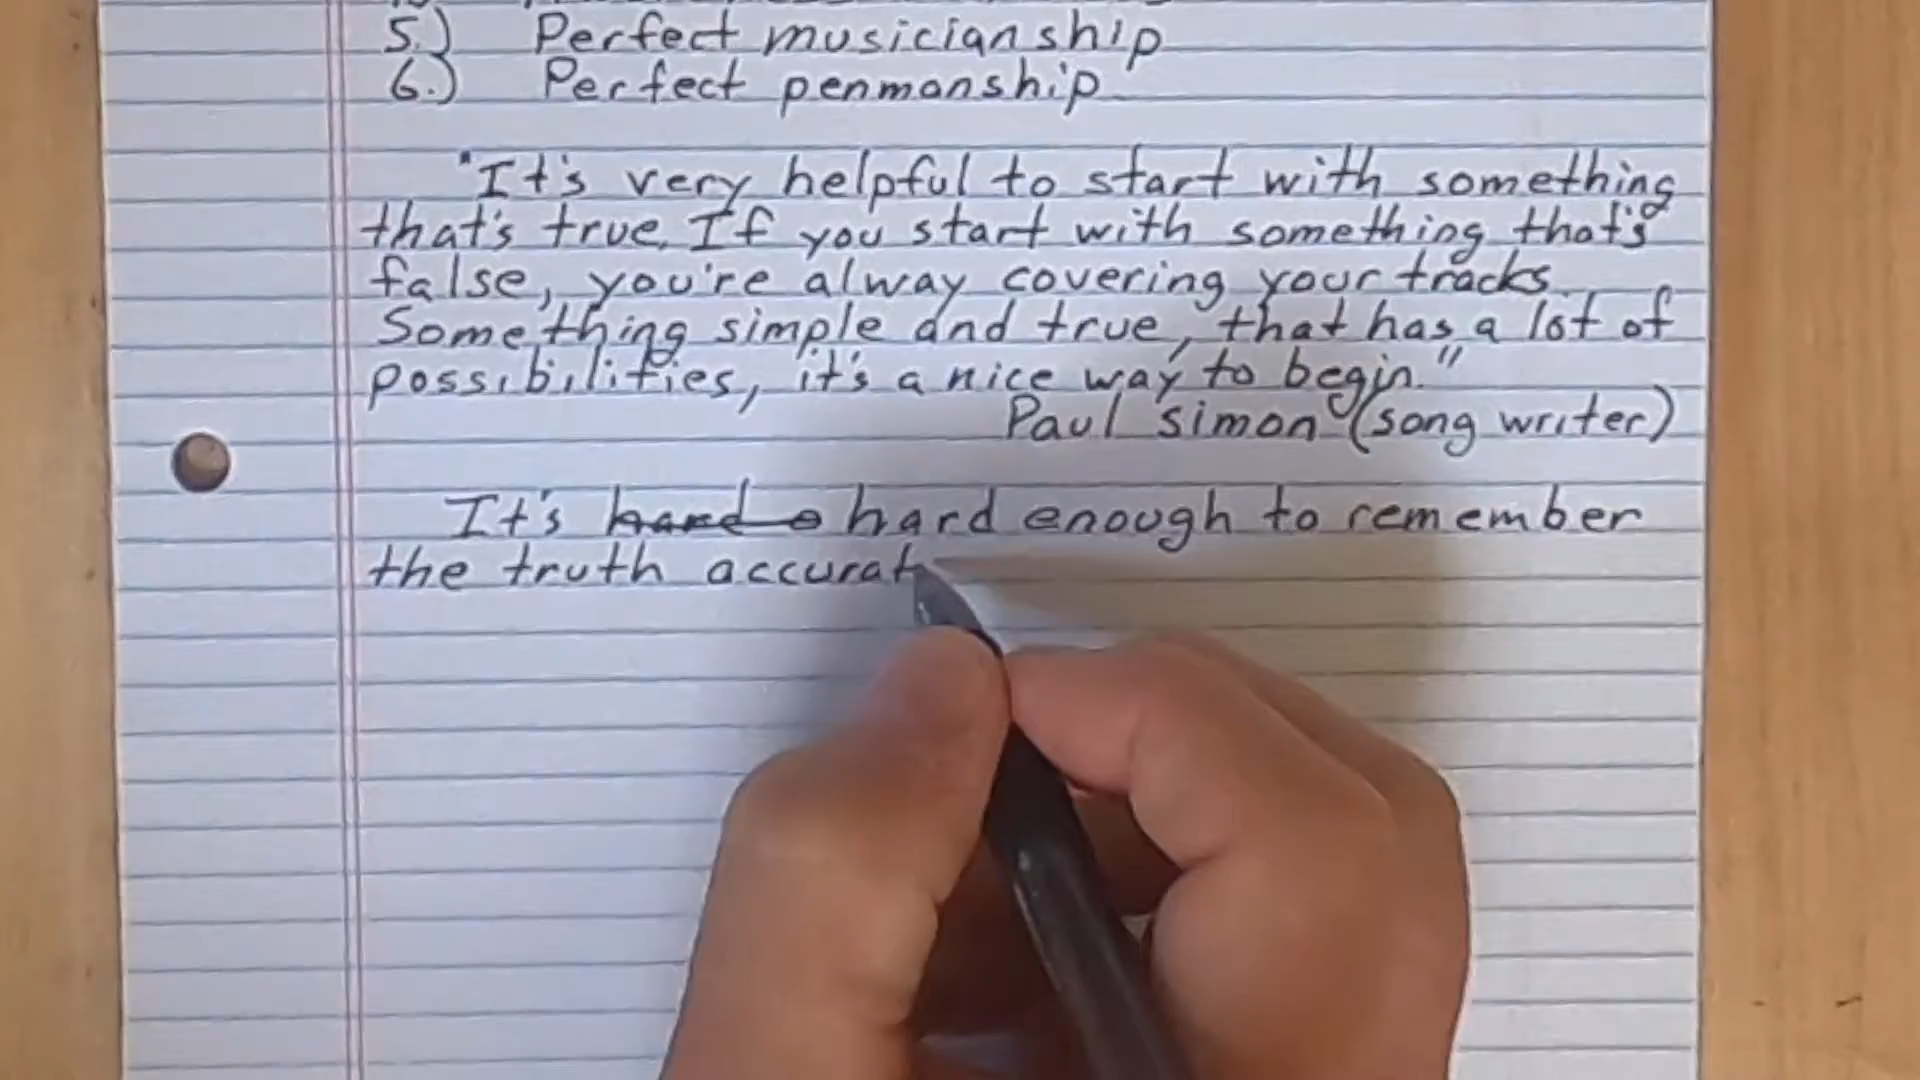 5.) Perfect musicianship
6.) Perfect penmanship
"It's very helpful to start with something
that's true. If you start with something that's
false, you're alway covering your tracks.
Something simple and true, that has a lot of
possibilities, it's a nice way to begin."
Paul Simon (song writer)
It's hard e hard enough to remember
the truth accurat